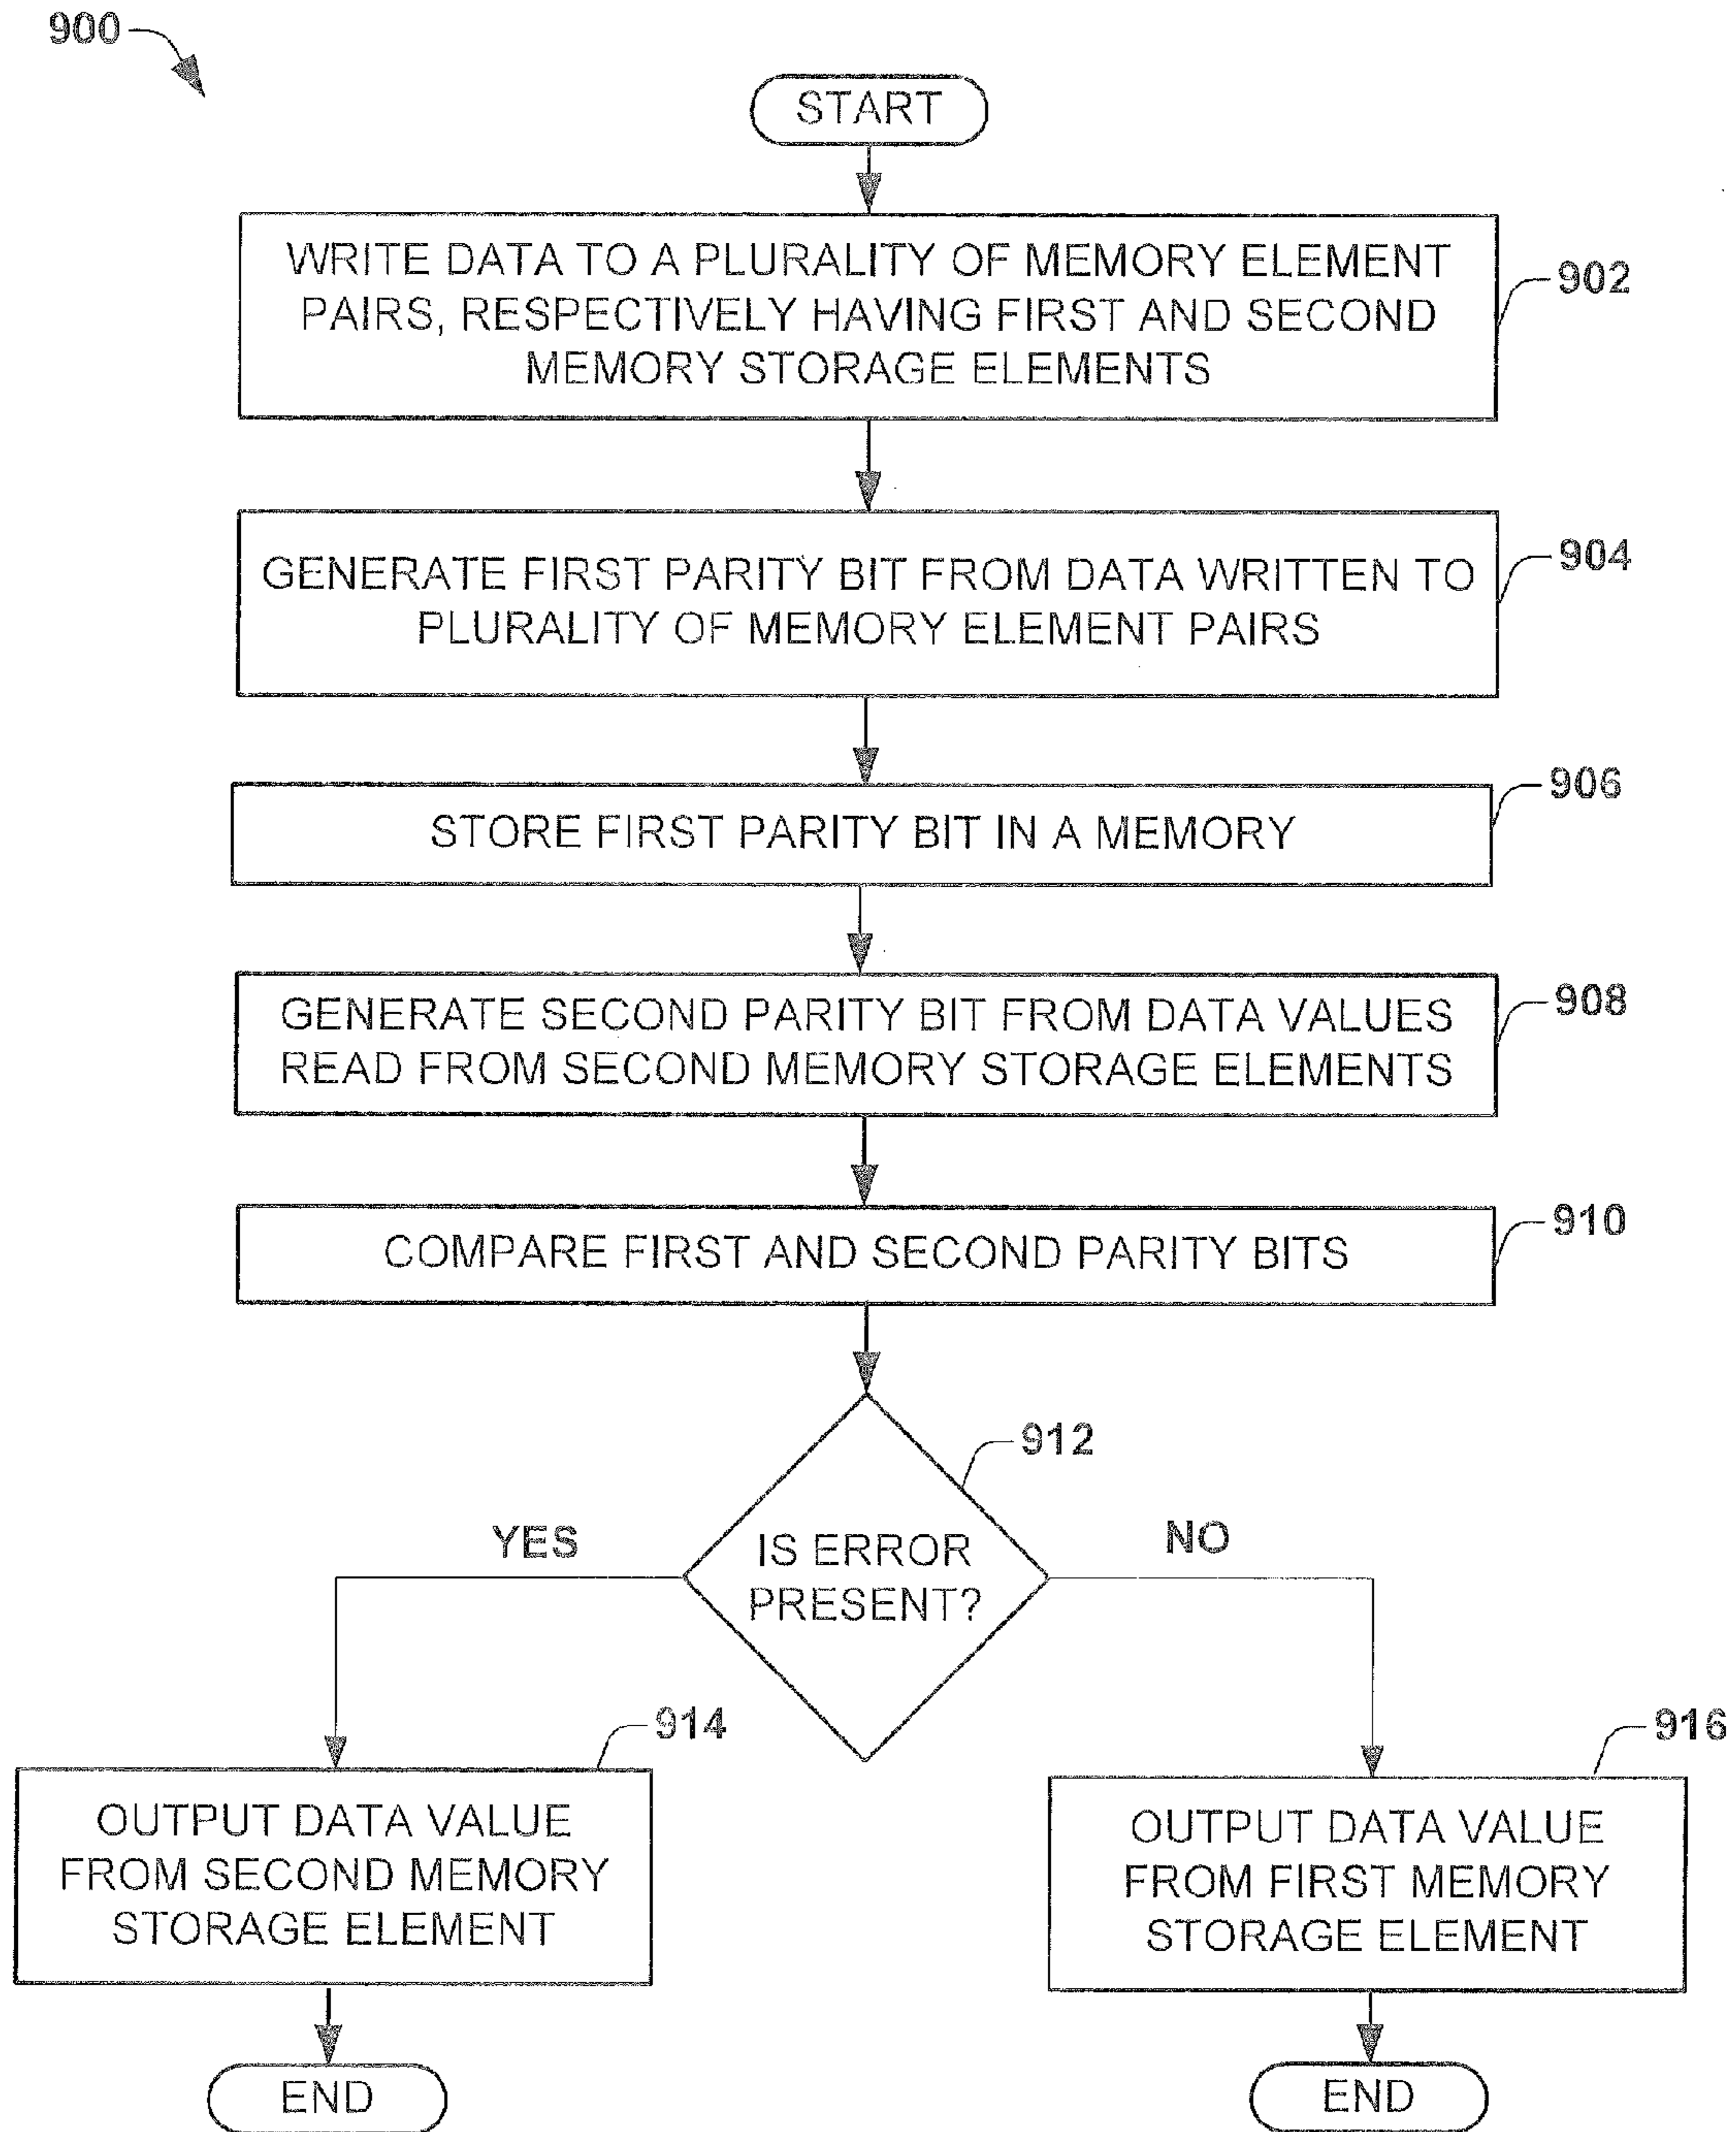 900
START
WRITE DATA TO A PLURALITY OF MEMORY ELEMENT
PAIRS, RESPECTIVELY HAVING FIRST AND SECOND
MEMORY STORAGE ELEMENTS
902
GENERATE FIRST PARITY BIT FROM DATA WRITTEN TO
PLURALITY OF MEMORY ELEMENT PAIRS
904
STORE FIRST PARITY BIT IN A MEMORY
906
GENERATE SECOND PARITY BIT FROM DATA VALUES
READ FROM SECOND MEMORY STORAGE ELEMENTS
908
COMPARE FIRST AND SECOND PARITY BITS
910
912
IS ERROR
PRESENT?
YES
NO
914
OUTPUT DATA VALUE
FROM SECOND MEMORY
STORAGE ELEMENT
916
OUTPUT DATA VALUE
FROM FIRST MEMORY
STORAGE ELEMENT
END
END